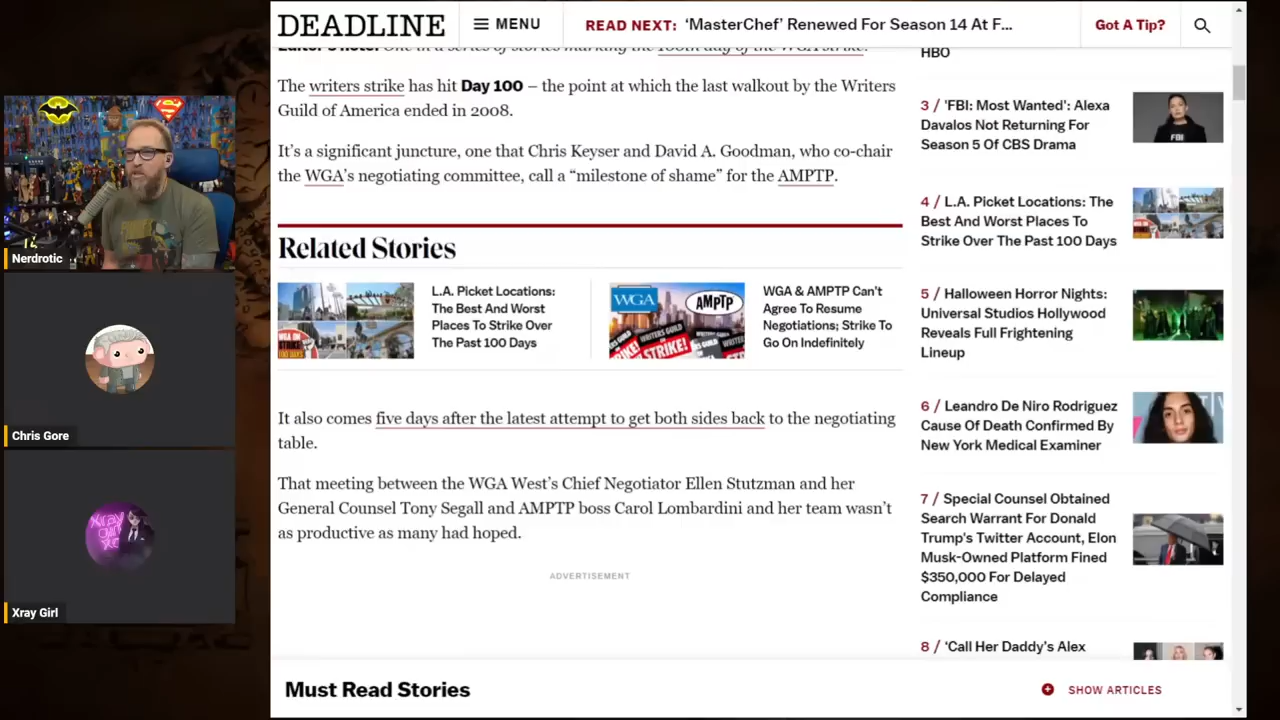 DEADLINE
MENU
READ NEXT: ‘MasterChef’ Renewed For Season 14 At F...
Got A Tip?
Editor’s note: One in a series of stories marking the 100th day of the WGA strike.
The writers strike has hit Day 100 – the point at which the last walkout by the Writers
Guild of America ended in 2008.
It’s a significant juncture, one that Chris Keyser and David A. Goodman, who co-chair
the WGA’s negotiating committee, call a “milestone of shame” for the AMPTP.
Related Stories
L.A. Picket Locations:
The Best And Worst
Places To Strike Over
The Past 100 Days
WGA
AMPTP
STRIKE!
WGA & AMPTP Can’t
Agree To Resume
Negotiations; Strike To
Go On Indefinitely
It also comes five days after the latest attempt to get both sides back to the negotiating
table.
That meeting between the WGA West’s Chief Negotiator Ellen Stutzman and her
General Counsel Tony Segall and AMPTP boss Carol Lombardini and her team wasn’t
as productive as many had hoped.
ADVERTISEMENT
HBO
3 / ‘FBI: Most Wanted’: Alexa
Davalos Not Returning For
Season 5 Of CBS Drama
FBI
4 / L.A. Picket Locations: The
Best And Worst Places To
Strike Over The Past 100 Days
5 / Halloween Horror Nights:
Universal Studios Hollywood
Reveals Full Frightening
Lineup
6 / Leandro De Niro Rodriguez
Cause Of Death Confirmed By
New York Medical Examiner
7 / Special Counsel Obtained
Search Warrant For Donald
Trump’s Twitter Account, Elon
Musk-Owned Platform Fined
$350,000 For Delayed
Compliance
8 / ‘Call Her Daddy’s Alex
Must Read Stories
SHOW ARTICLES
Nerdrotic
Chris Gore
Xray Girl